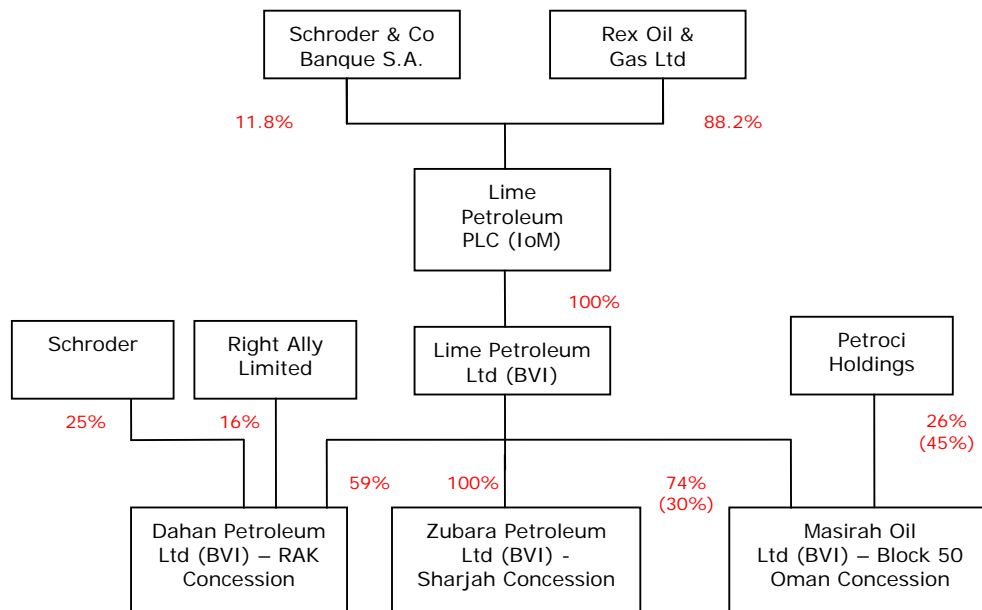 Schroder & Co
Banque S.A.
Rex Oil &
Gas Ltd
11.8%
88.2%
Lime
Petroleum
PLC (IoM)
100%
Schroder
Right Ally
Limited
Lime Petroleum
Ltd (BVI)
Petroci
Holdings
25%
16%
26%
(45%)
59%
100%
74%
(30%)
Dahan Petroleum
Ltd (BVI) – RAK
Concession
Zubara Petroleum
Ltd (BVI) -
Sharjah Concession
Masirah Oil
Ltd (BVI) – Block 50
Oman Concession